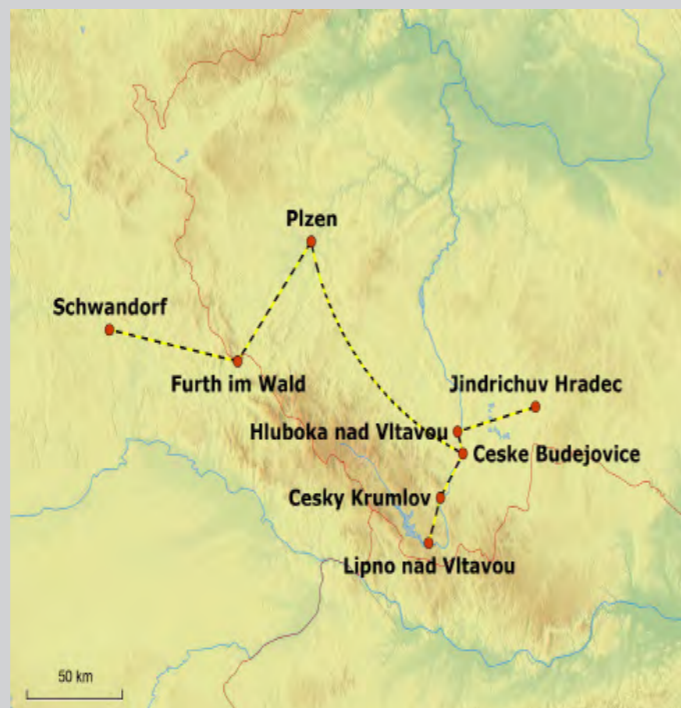 Plzen
Schwandorf
Furth im Wald
Jindrichuv Hradec
Hluboka nad Vltavou
Ceske Budejovice
Cesky Krumlov
Lipno nad Vltavou
50 km